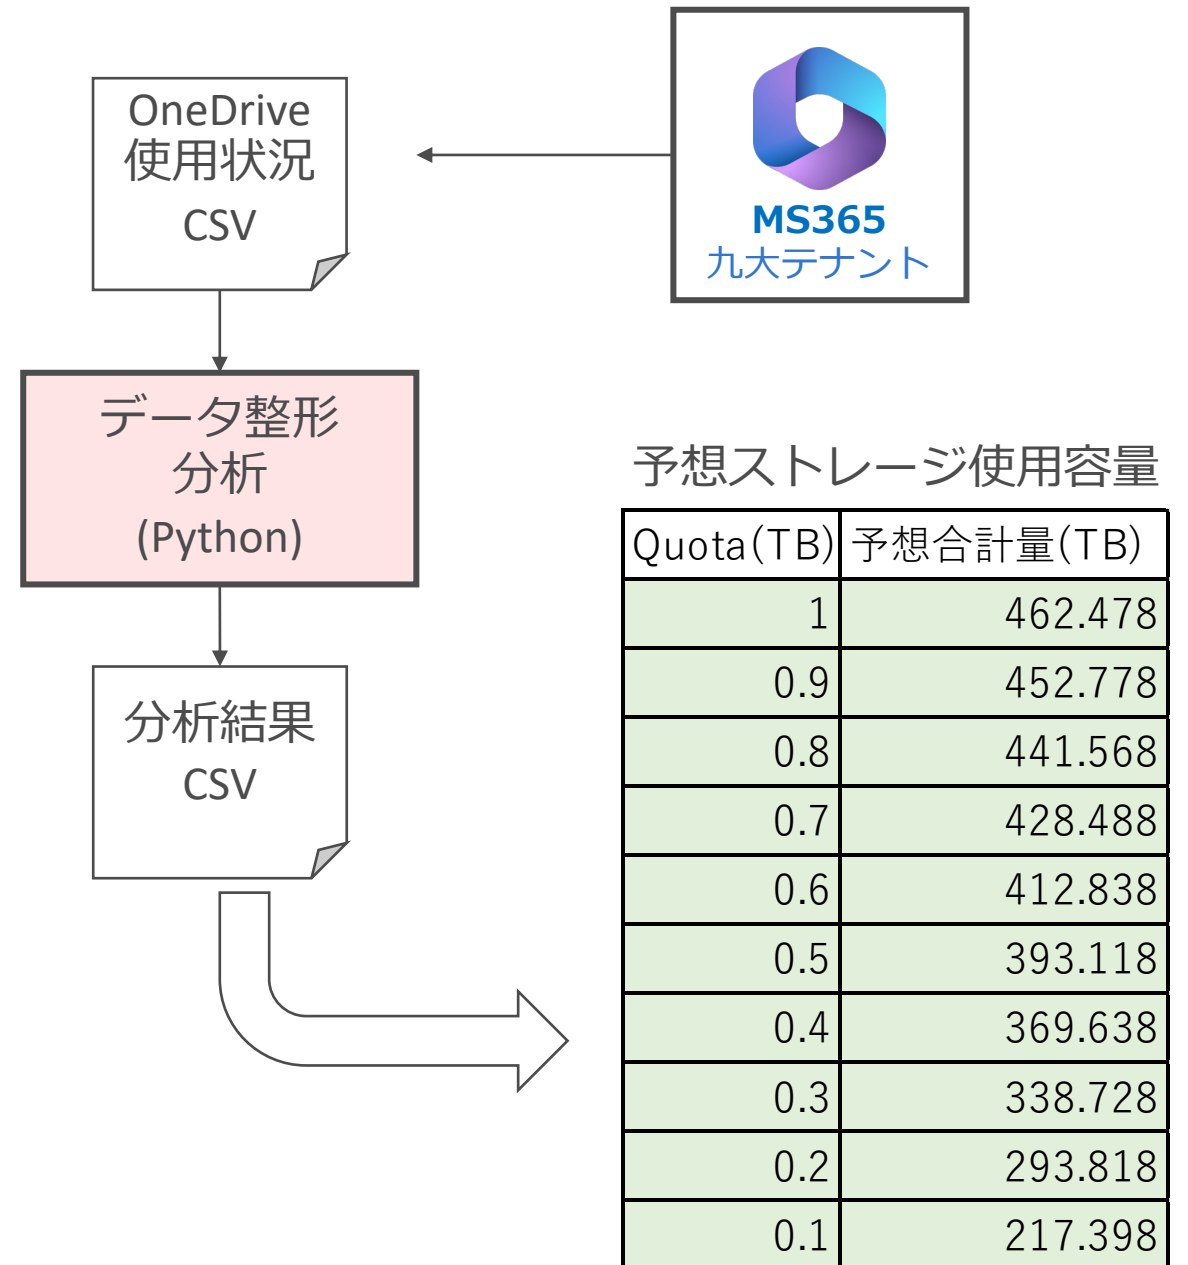 OneDrive
使用状況
CSV
MS365
九大テナント
データ整形
分析
(Python)
分析結果
CSV
予想ストレージ使用容量
Quota(TB) 予想合計量(TB)
1 462.478
0.9 452.778
0.8 441.568
0.7 428.488
0.6 412.838
0.5 393.118
0.4 369.638
0.3 338.728
0.2 293.818
0.1 217.398